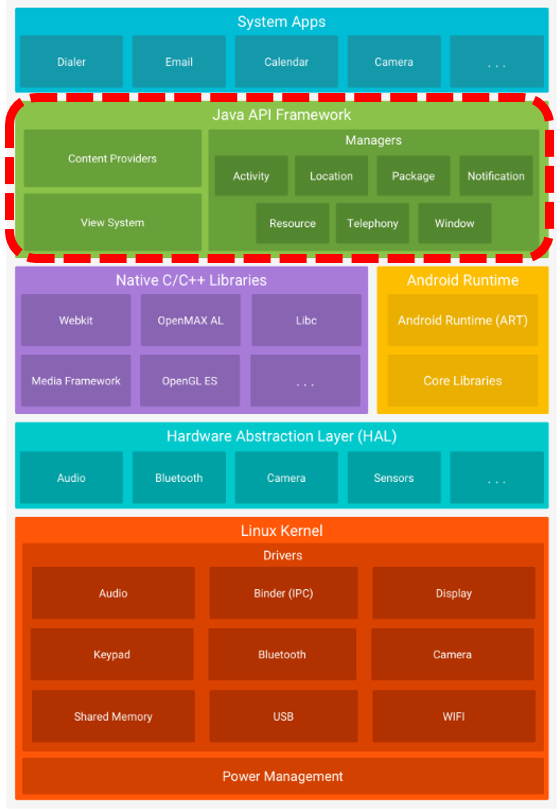 System Apps
Dialer
Email
Calendar
Camera
. . .
Java API Framework
Content Providers
View System
Managers
Activity
Location
Package
Notification
Resource
Telephony
Window
Native C/C++ Libraries
Webkit
OpenMAX AL
Libc
Media Framework
OpenGL ES
. . .
Android Runtime
Android Runtime (ART)
Core Libraries
Hardware Abstraction Layer (HAL)
Audio
Bluetooth
Camera
Sensors
. . .
Linux Kernel
Drivers
Audio
Binder (IPC)
Display
Keypad
Bluetooth
Camera
Shared Memory
USB
WIFI
Power Management